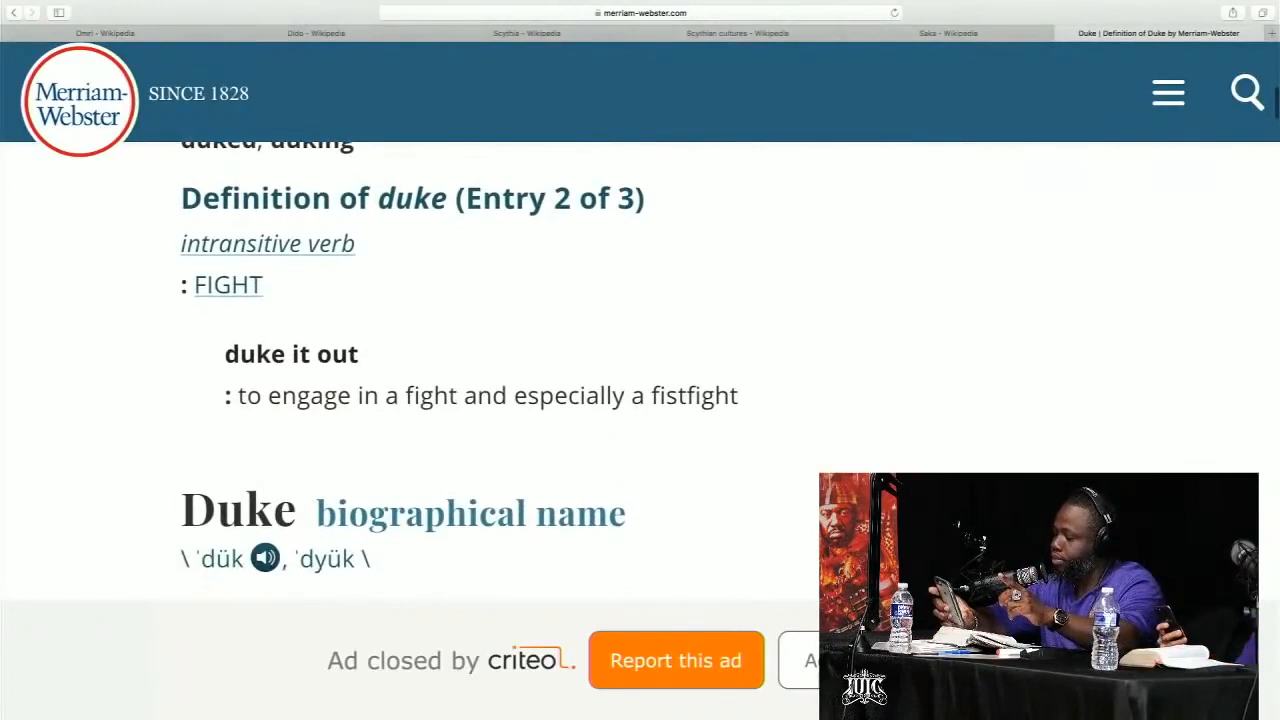 merriam-webster.com
Omri - Wikipedia
Dido - Wikipedia
Scythia - Wikipedia
Scythian cultures - Wikipedia
Saka - Wikipedia
Duke | Definition of Duke by Merriam-Webster
Merriam-
Webster
SINCE 1828
duked, duking
Definition of duke (Entry 2 of 3)
intransitive verb
: FIGHT
duke it out
: to engage in a fight and especially a fistfight
Duke biographical name
\ ˈdük , ˈdyük \
Ad closed by criteo.
Report this ad
IUIC